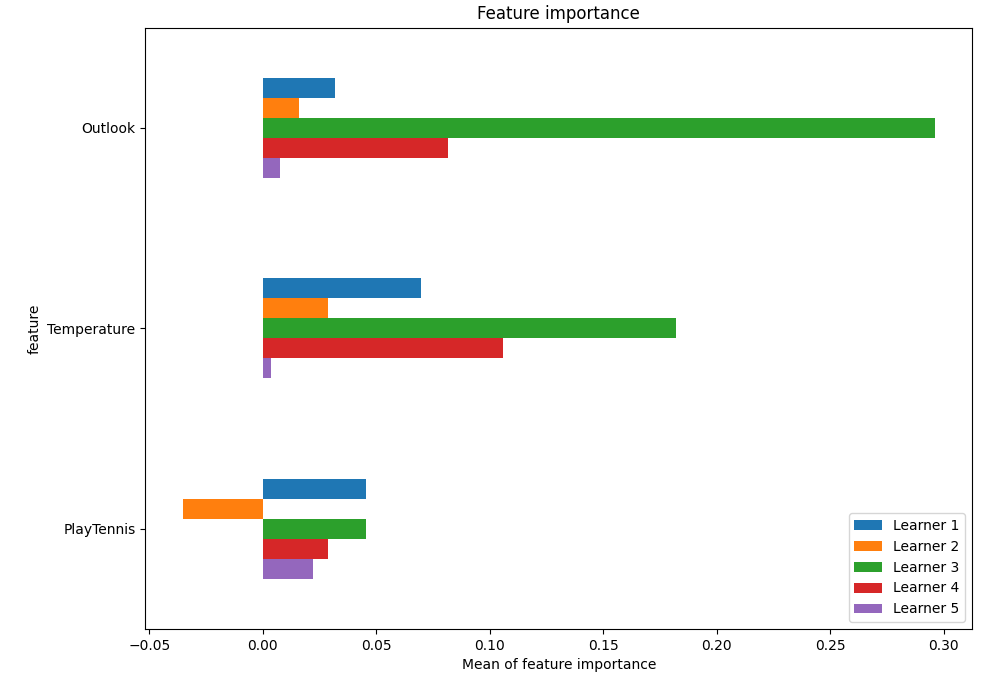 Feature importance
Outlook
Temperature
PlayTennis
feature
−0.05 0.00 0.05 0.10 0.15 0.20 0.25 0.30
Mean of feature importance
Learner 1
Learner 2
Learner 3
Learner 4
Learner 5